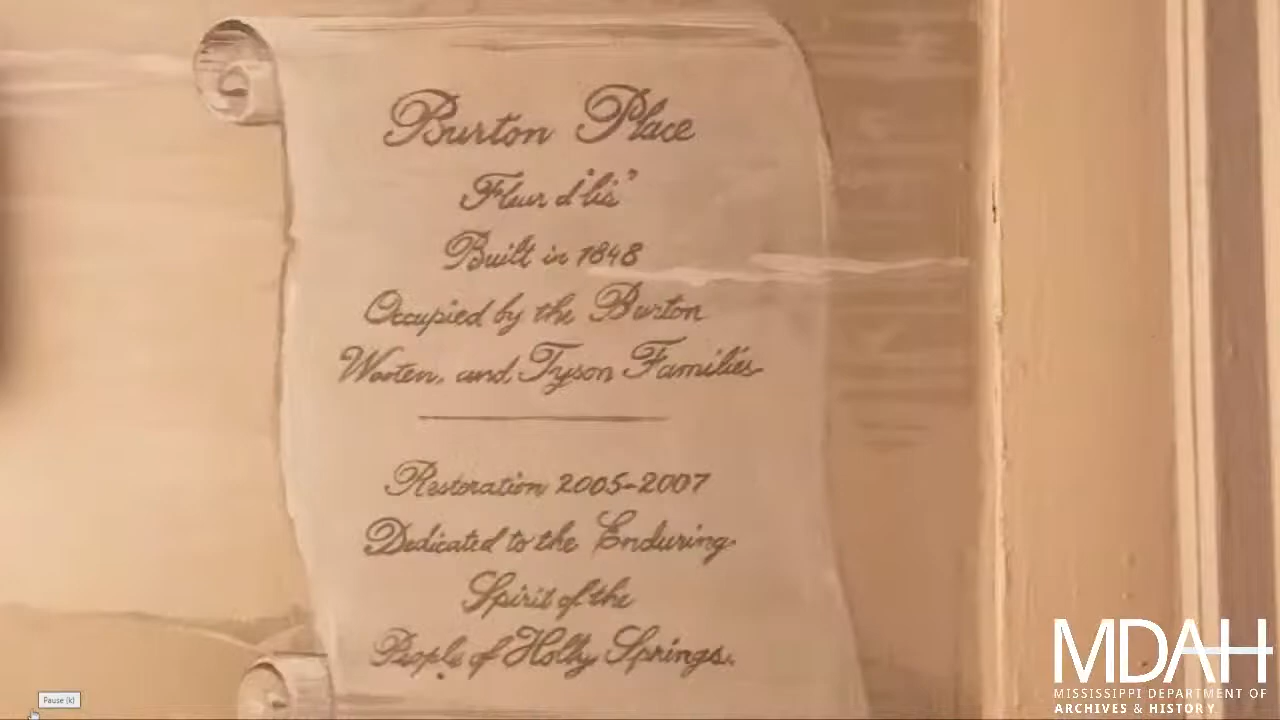 Burton Place
Fleur d'lis"
Built in 1848
Occupied by the Burton
Wooten, and Tyson Families
Restoration 2005-2007
Dedicated to the Enduring
Spirit of the
People of Holly Springs.
Pause (k)
MDAH
MISSISSIPPI DEPARTMENT OF
ARCHIVES & HISTORY